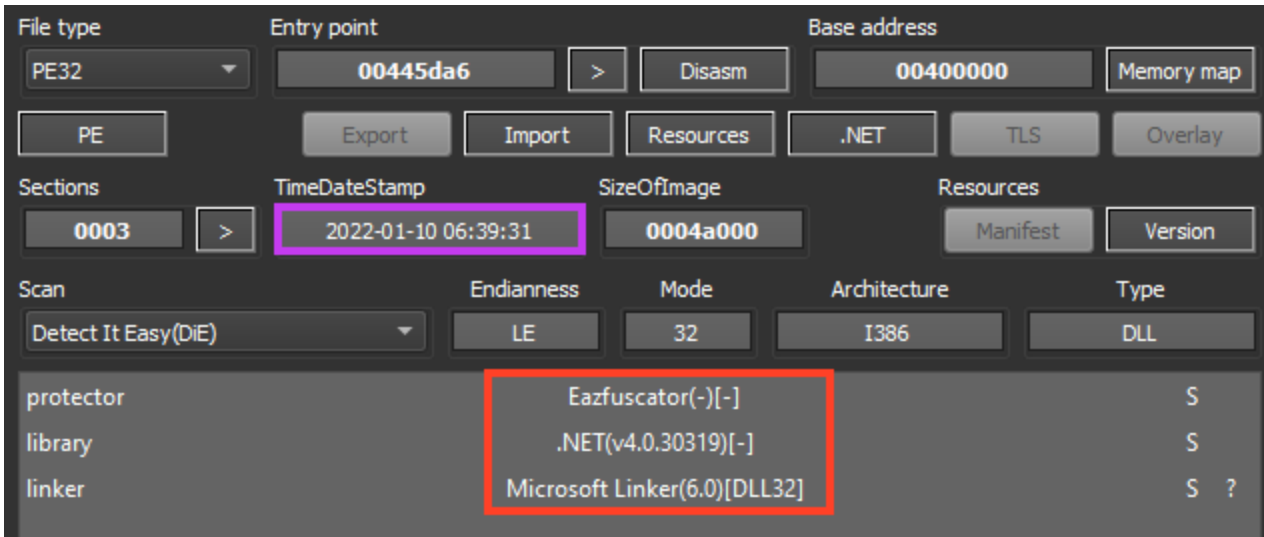 File type Entry point Base address
PE32 00445da6 > Disasm 00400000 Memory map
PE Export Import Resources .NET TLS Overlay
Sections TimeDateStamp SizeOfImage Resources
0003 > 2022-01-10 06:39:31 0004a000 Manifest Version
Scan Endianness Mode Architecture Type
Detect It Easy(DiE) LE 32 I386 DLL
protector Eazfuscator(-)[-] S
library .NET(v4.0.30319)[-] S
linker Microsoft Linker(6.0)[DLL32] S ?